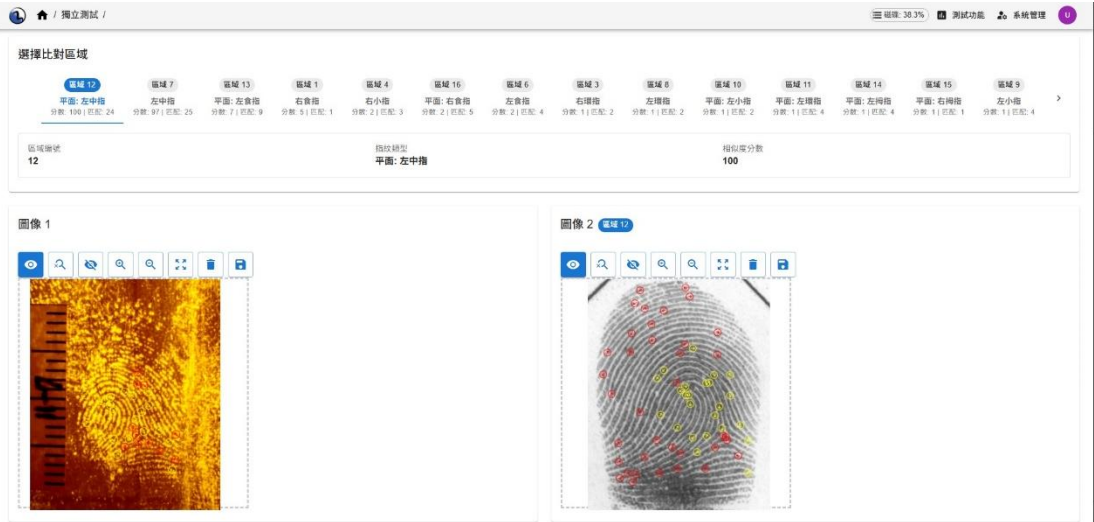 / 獨立測試 /
磁碟: 38.3%
測試功能
系統管理
U
選擇比對區域
區域 12
平面: 左中指
分數: 100 | 匹配: 24
區域 7
左中指
分數: 97 | 匹配: 25
區域 13
平面: 左食指
分數: 7 | 匹配: 9
區域 1
右食指
分數: 5 | 匹配: 1
區域 4
右小指
分數: 2 | 匹配: 3
區域 16
平面: 右食指
分數: 2 | 匹配: 5
區域 6
左食指
分數: 2 | 匹配: 4
區域 3
右環指
分數: 1 | 匹配: 2
區域 8
左環指
分數: 1 | 匹配: 2
區域 10
平面: 左小指
分數: 1 | 匹配: 2
區域 11
平面: 左環指
分數: 1 | 匹配: 4
區域 14
平面: 左拇指
分數: 1 | 匹配: 4
區域 15
平面: 右拇指
分數: 1 | 匹配: 1
區域 9
左小指
分數: 1 | 匹配: 4
區域編號
12
指紋類型
平面: 左中指
相似度分數
100
圖像 1
圖像 2
區域 12